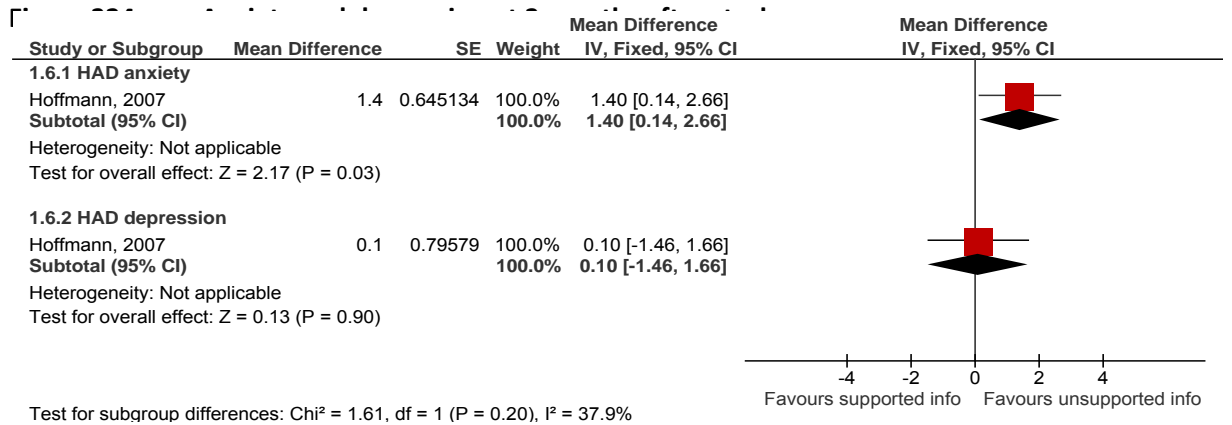 Mean Difference Mean Difference
Study or Subgroup Mean Difference SE Weight IV, Fixed, 95% CI IV, Fixed, 95% CI
1.6.1 HAD anxiety
Hoffmann, 2007 1.4 0.645134 100.0% 1.40 [0.14, 2.66]
Subtotal (95% CI) 100.0% 1.40 [0.14, 2.66]
Heterogeneity: Not applicable
Test for overall effect: Z = 2.17 (P = 0.03)
1.6.2 HAD depression
Hoffmann, 2007 0.1 0.79579 100.0% 0.10 [-1.46, 1.66]
Subtotal (95% CI) 100.0% 0.10 [-1.46, 1.66]
Heterogeneity: Not applicable
Test for overall effect: Z = 0.13 (P = 0.90)
-4 -2 0 2 4
Favours supported info Favours unsupported info
Test for subgroup differences: Chi² = 1.61, df = 1 (P = 0.20), I² = 37.9%